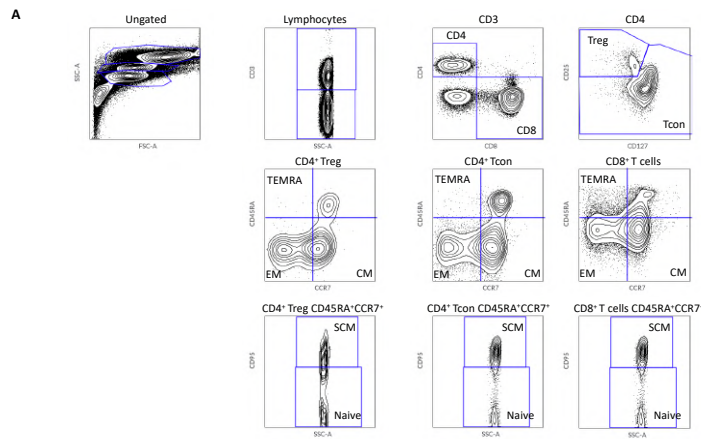 A
Ungated
Lymphocytes
CD3
CD4
SSC-A
FSC-A
CD3
SSC-A
CD4
CD4
CD8
CD8
Treg
CD25
Tcon
CD127
CD4+ Treg
CD4+ Tcon
CD8+ T cells
TEMRA
CD45RA
EM
CM
CCR7
TEMRA
CD45RA
EM
CM
CCR7
TEMRA
CD45RA
EM
CM
CCR7
CD4+ Treg CD45RA+CCR7+
CD4+ Tcon CD45RA+CCR7+
CD8+ T cells CD45RA+CCR7
SCM
CD95
Naive
SSC-A
SCM
CD95
Naive
SSC-A
SCM
CD95
Naive
SSC-A